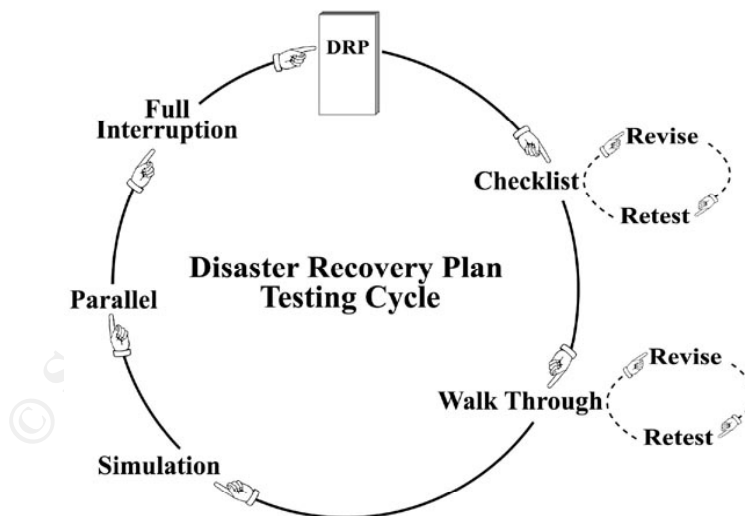 DRP
Full
Interruption
Revise
Checklist
Retest
Disaster Recovery Plan
Testing Cycle
Parallel
Revise
Walk Through
Retest
Simulation
©